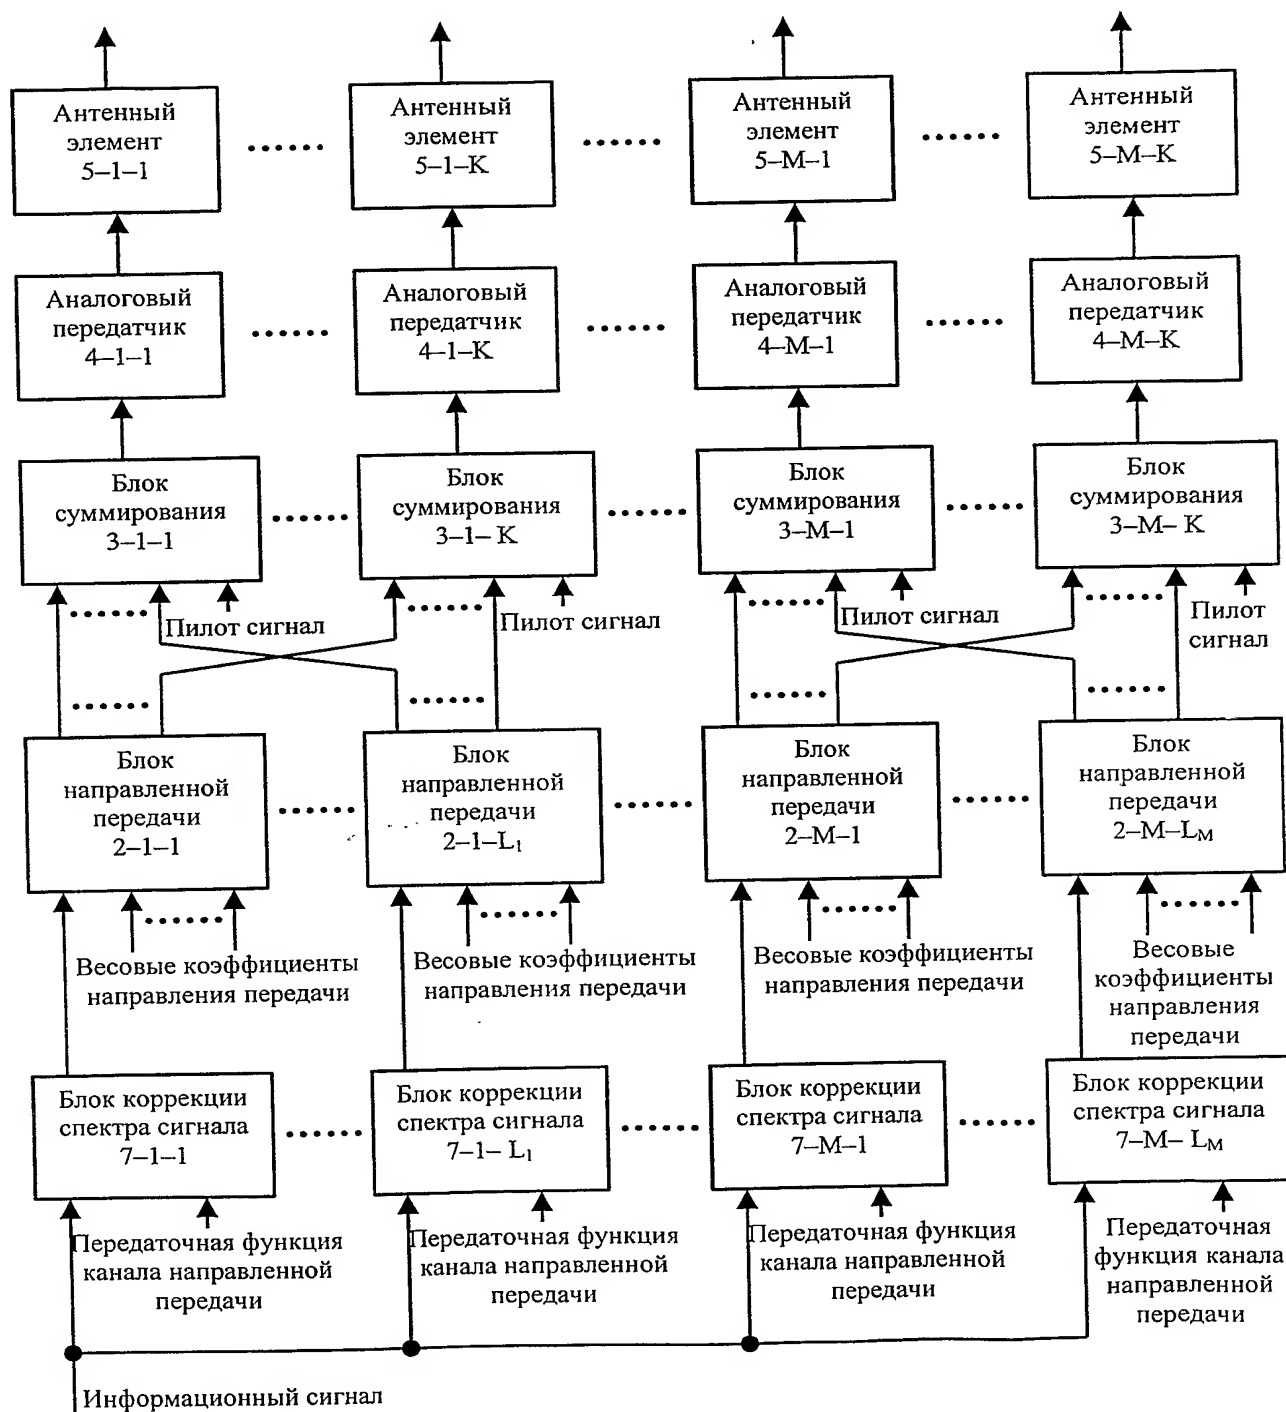 Антенный
элемент
5–1–1
Антенный
элемент
5–1–K
Антенный
элемент
5–M–1
Антенный
элемент
5–M–K
Аналоговый
передатчик
4–1–1
Аналоговый
передатчик
4–1–K
Аналоговый
передатчик
4–M–1
Аналоговый
передатчик
4–M–K
Блок
суммирования
3–1–1
Блок
суммирования
3–1– K
Блок
суммирования
3–M–1
Блок
суммирования
3–M– K
Пилот сигнал
Пилот сигнал
Пилот сигнал
Пилот
сигнал
Блок
направленной
передачи
2–1–1
Блок
направленной
передачи
2–1–L₁
Блок
направленной
передачи
2–M–1
Блок
направленной
передачи
2–M–Lм
Весовые коэффициенты
направления передачи
Весовые коэффициенты
направления передачи
Весовые коэффициенты
направления передачи
Весовые
коэффициенты
направления
передачи
Блок коррекции
спектра сигнала
7–1–1
Блок коррекции
спектра сигнала
7–1– L₁
Блок коррекции
спектра сигнала
7–M–1
Блок коррекции
спектра сигнала
7–M– Lм
Передаточная функция
канала направленной
передачи
Передаточная функция
канала направленной
передачи
Передаточная функция
канала направленной
передачи
Передаточная
функция канала
направленной
передачи
Информационный сигнал